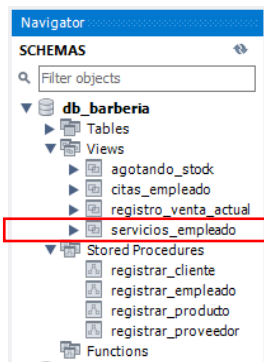 Navigator
SCHEMAS
Filter objects
db_barberia
Tables
Views
agotando_stock
citas_empleado
registro_venta_actual
servicios_empleado
Stored Procedures
registrar_cliente
registrar_empleado
registrar_producto
registrar_proveedor
Functions